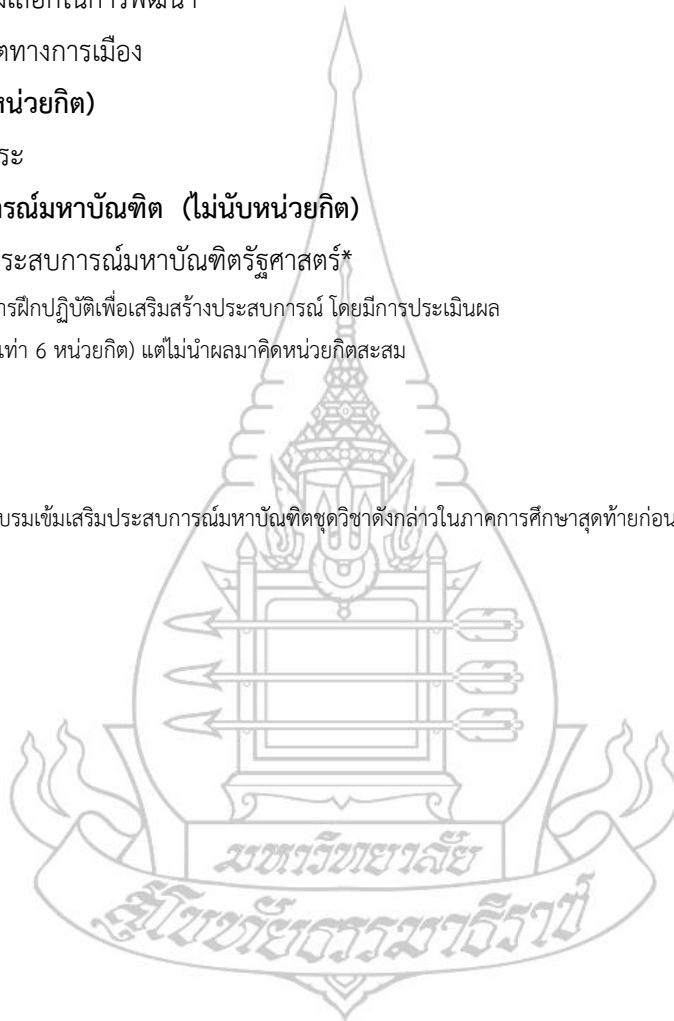 งเลือกในการพัฒนา
ตทางการเมือง
หน่วยกิต)
ระ
ารณ์มหาบัณฑิต (ไม่นับหน่วยกิต)
ระสบการณ์มหาบัณฑิตรัฐศาสตร์*
ารฝึกปฏิบัติเพื่อเสริมสร้างประสบการณ์ โดยมีการประเมินผล
เท่า 6 หน่วยกิต) แต่ไม่นำผลมาคิดหน่วยกิตสะสม
บรมเข้มเสริมประสบการณ์มหาบัณฑิตชุดวิชาดังกล่าวในภาคการศึกษาสุดท้ายก่อน
มหาวิทยาลัย
สุโขทัยธรรมาธิราช